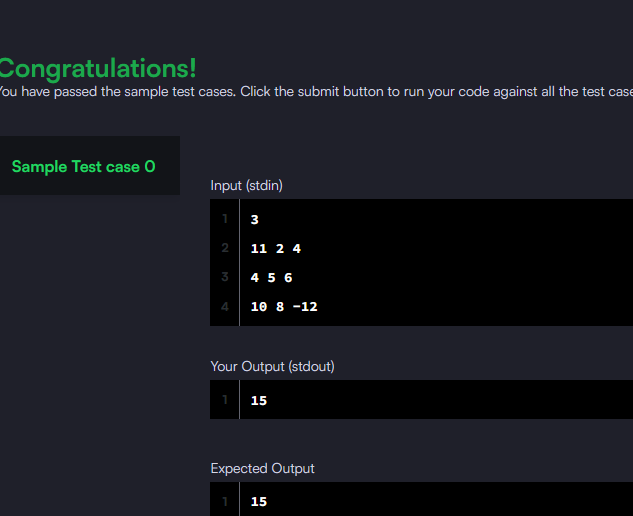 Congratulations!
You have passed the sample test cases. Click the submit button to run your code against all the test case
Sample Test case 0
Input (stdin)
1 3
2 11 2 4
3 4 5 6
4 10 8 -12
Your Output (stdout)
1 15
Expected Output
1 15